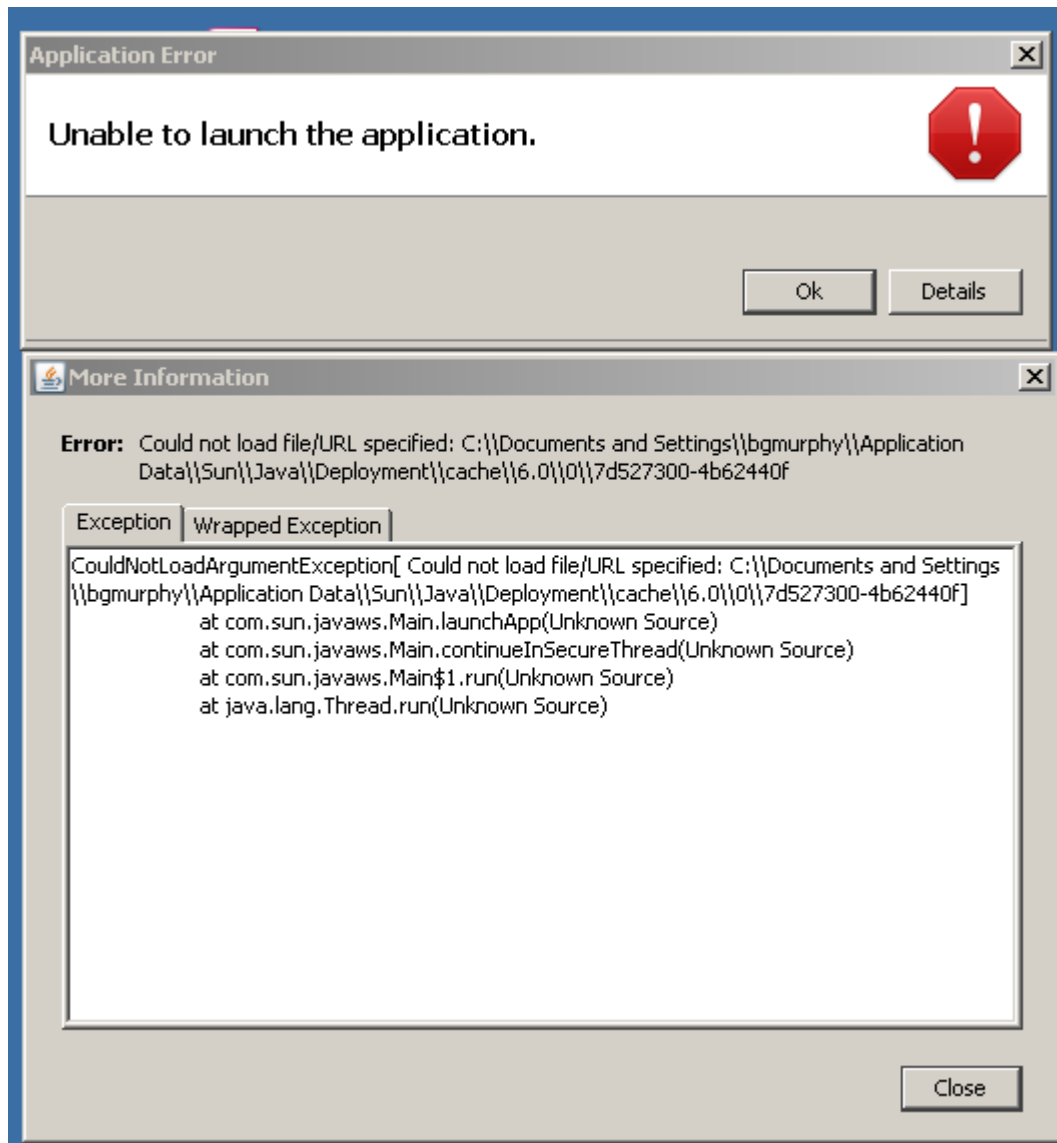 Application Error
Unable to launch the application.
Ok
Details
More Information
Error: Could not load file/URL specified: C:\\Documents and Settings\\bgmurphy\\Application
Data\\Sun\\Java\\Deployment\\cache\\6.0\\0\\7d527300-4b62440f
Exception
Wrapped Exception
CouldNotLoadArgumentException[ Could not load file/URL specified: C:\\Documents and Settings
\\bgmurphy\\Application Data\\Sun\\Java\\Deployment\\cache\\6.0\\0\\7d527300-4b62440f]
at com.sun.javaws.Main.launchApp(Unknown Source)
at com.sun.javaws.Main.continueInSecureThread(Unknown Source)
at com.sun.javaws.Main$1.run(Unknown Source)
at java.lang.Thread.run(Unknown Source)
Close